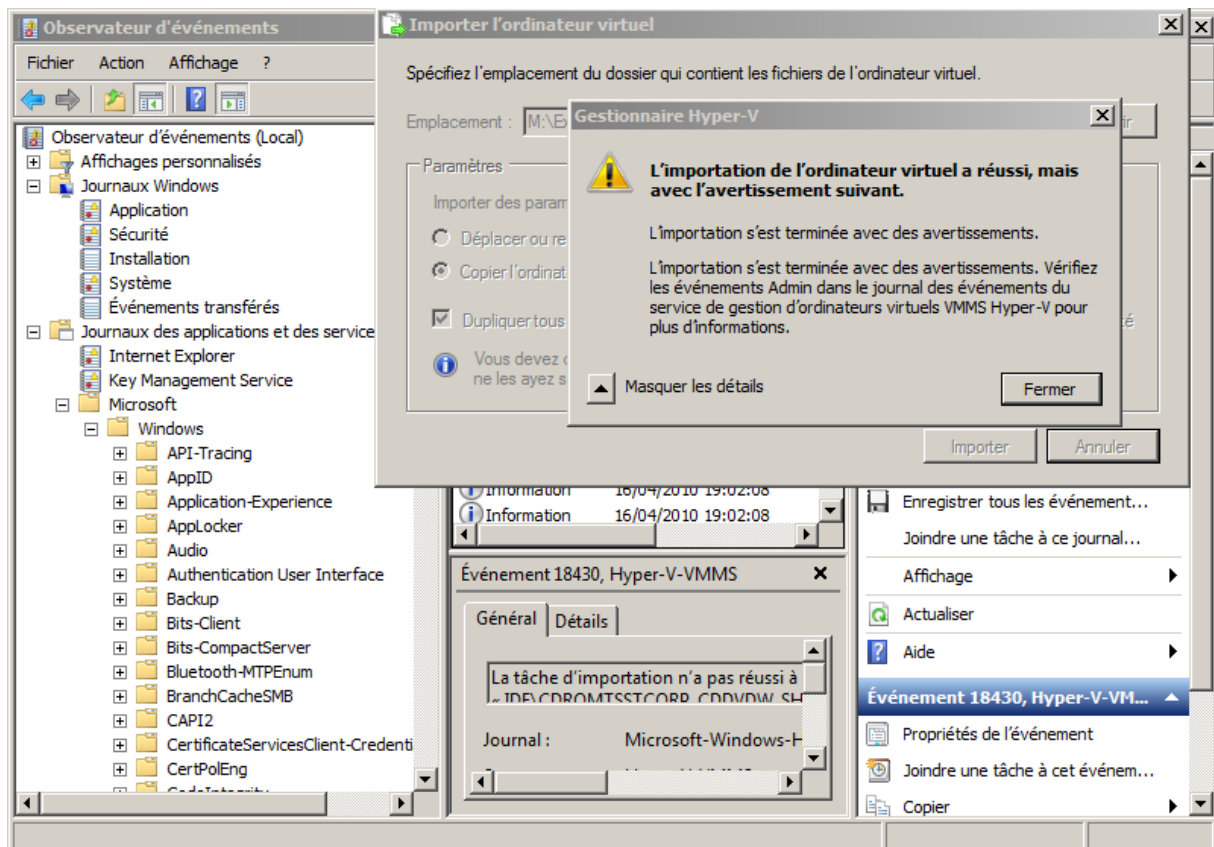 Observateur d'événements
Fichier Action Affichage ?
Observateur d'événements (Local)
Affichages personnalisés
Journaux Windows
Application
Sécurité
Installation
Système
Événements transférés
Journaux des applications et des service
Internet Explorer
Key Management Service
Microsoft
Windows
API-Tracing
AppID
Application-Experience
AppLocker
Audio
Authentication User Interface
Backup
Bits-Client
Bits-CompactServer
Bluetooth-MTPEnum
BranchCacheSMB
CAPI2
CertificateServicesClient-Credenti
CertPolEng
CodeIntegrity
Importer l'ordinateur virtuel
Spécifiez l'emplacement du dossier qui contient les fichiers de l'ordinateur virtuel.
Emplacement : M:\E
Paramètres
Importer des param
Déplacer ou re
Copier l'ordinat
Dupliquer tous
Vous devez
ne les ayez s
Importer Annuler
Gestionnaire Hyper-V
L'importation de l'ordinateur virtuel a réussi, mais
avec l'avertissement suivant.
L'importation s'est terminée avec des avertissements.
L'importation s'est terminée avec des avertissements. Vérifiez
les événements Admin dans le journal des événements du
service de gestion d'ordinateurs virtuels VMMS Hyper-V pour
plus d'informations.
Masquer les détails
Fermer
Information 16/04/2010 19:02:08
Information 16/04/2010 19:02:08
Événement 18430, Hyper-V-VMMS
Général Détails
La tâche d'importation n'a pas réussi à
« IDE\CDROMTSSTCORP_CDDVDW_SH
Journal : Microsoft-Windows-H
Enregistrer tous les événement...
Joindre une tâche à ce journal...
Affichage
Actualiser
Aide
Événement 18430, Hyper-V-VM...
Propriétés de l'événement
Joindre une tâche à cet événem...
Copier